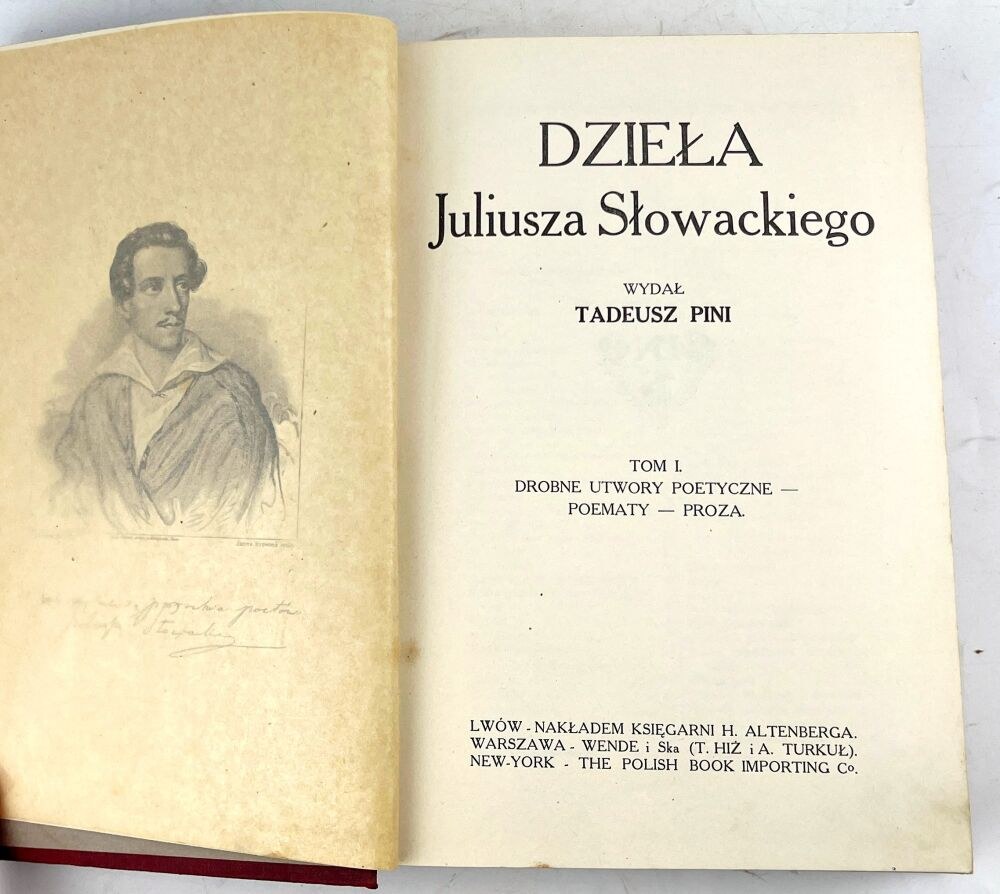 DZIEŁA
Juliusza Słowackiego
WYDAŁ
TADEUSZ PINI
TOM I.
DROBNE UTWORY POETYCZNE —
POEMATY — PROZA.
LWÓW - NAKŁADEM KSIĘGARNI H. ALTENBERGA.
WARSZAWA - WENDE i Ska (T. HIŻ i A. TURKUŁ).
NEW-YORK - THE POLISH BOOK IMPORTING Co.